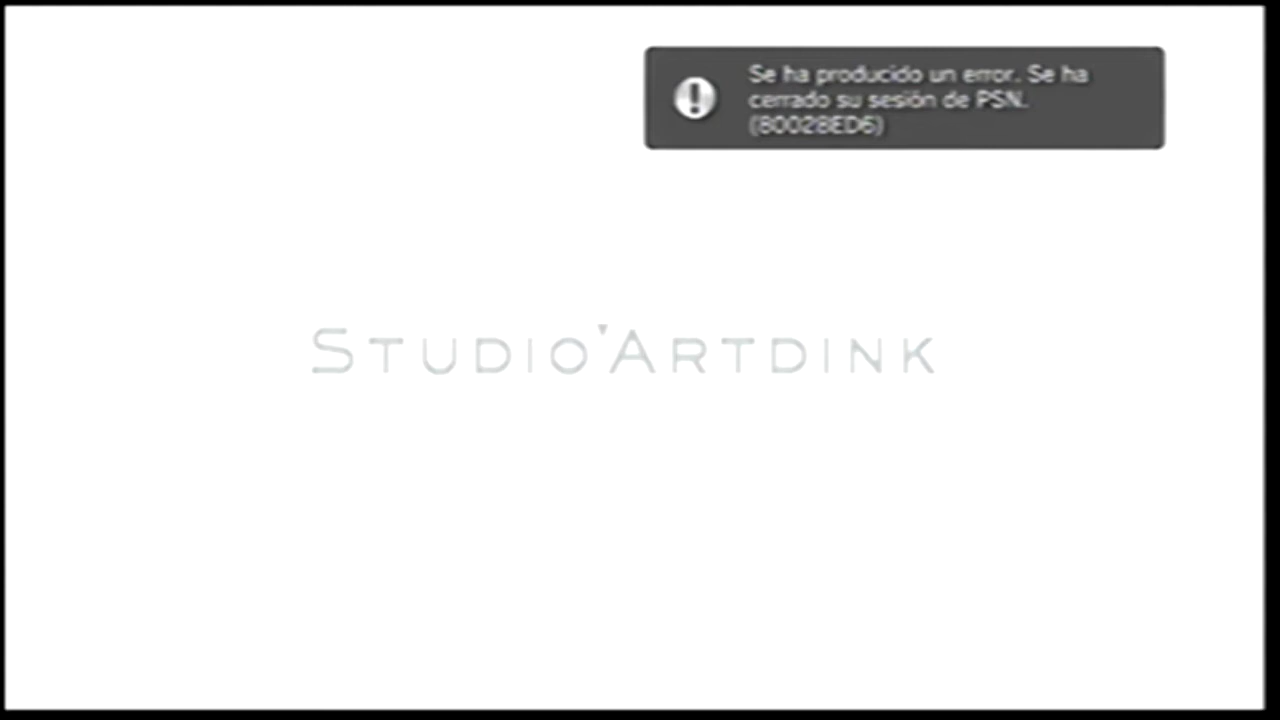 Se ha producido un error. Se ha
cerrado su sesión de PSN.
(80028ED6)
STUDIO ARTDINK